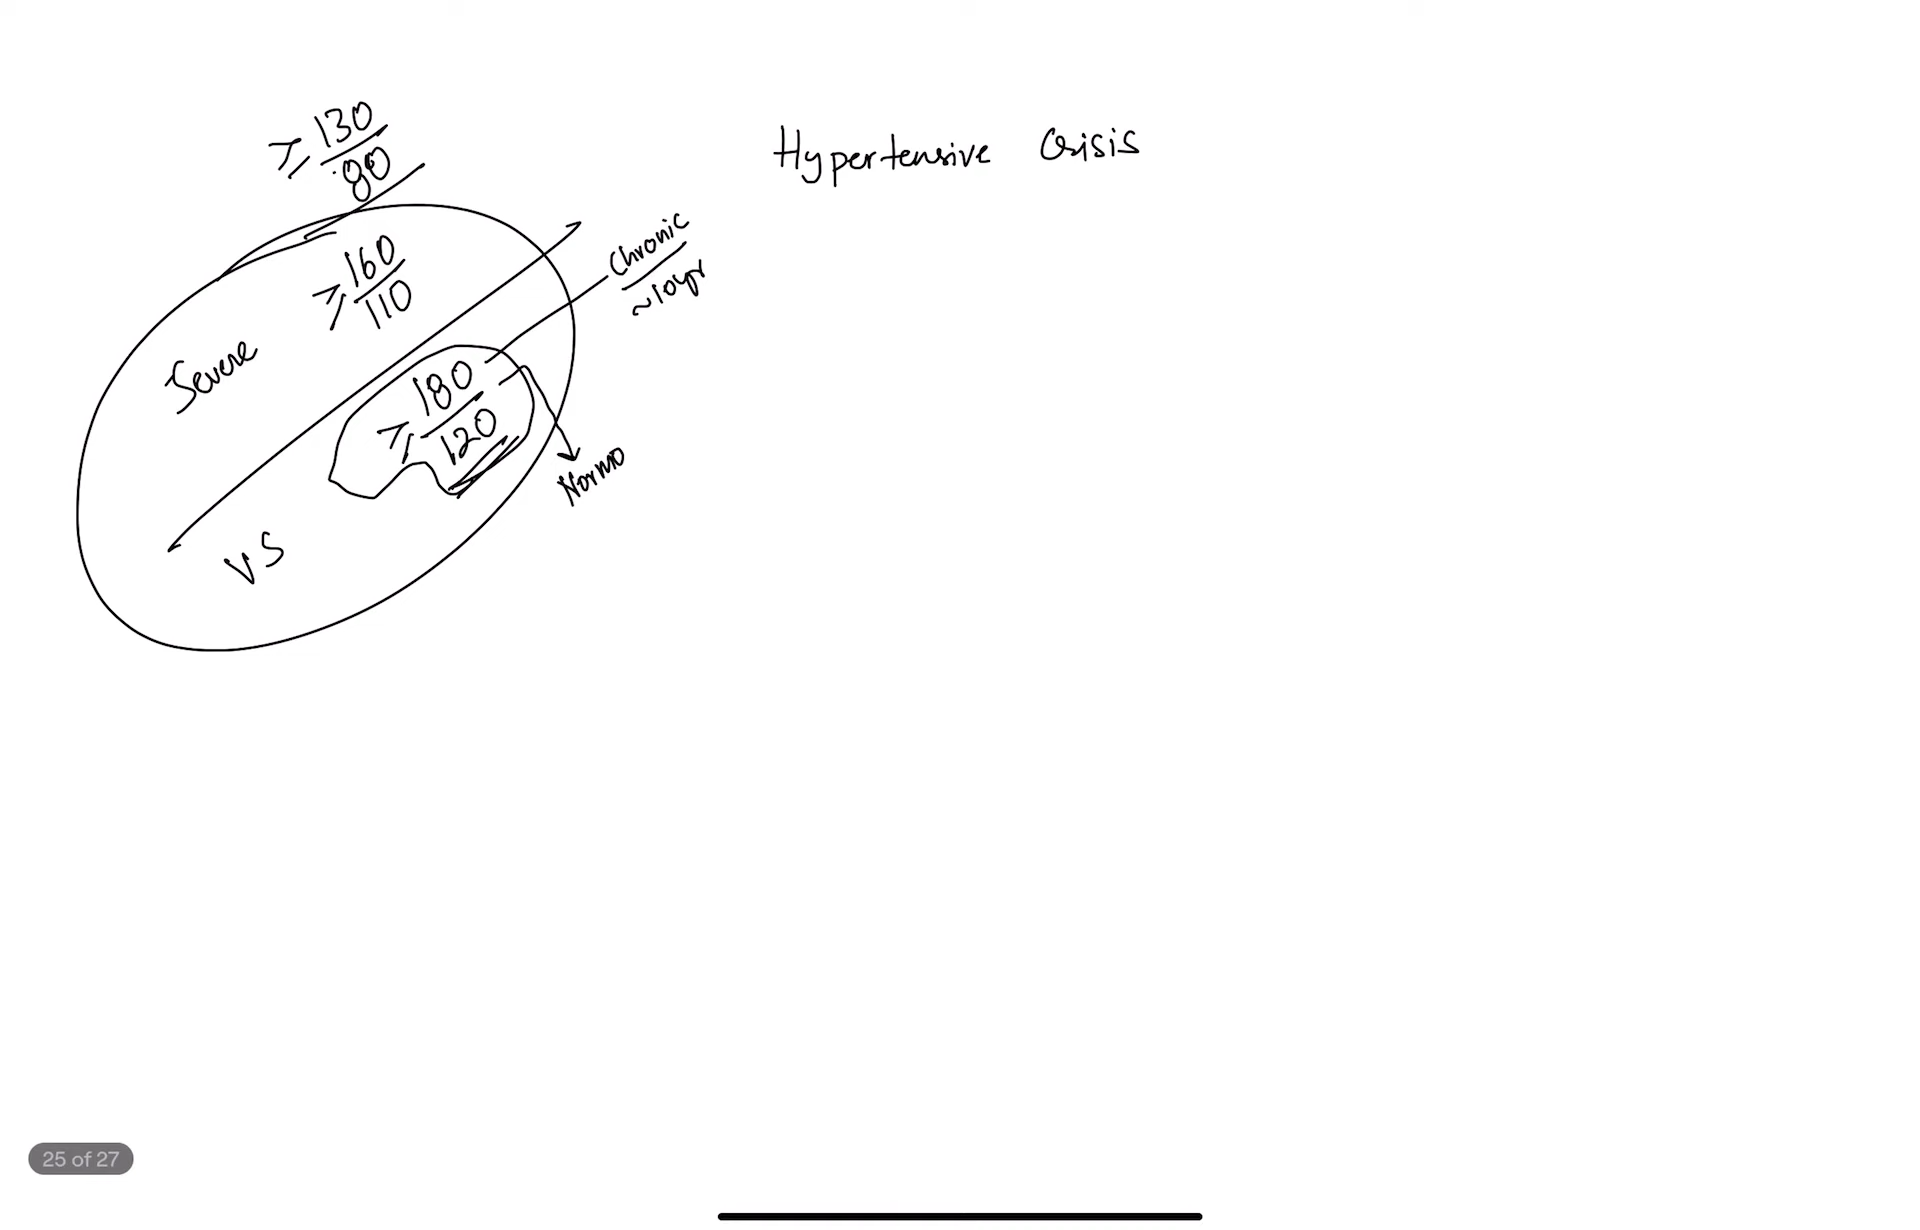 Hypertensive Crisis
≥ 130/80
≥ 160/110
Severe
Chronic
~10yr
≥ 180/120
Normo
VS
25 of 27